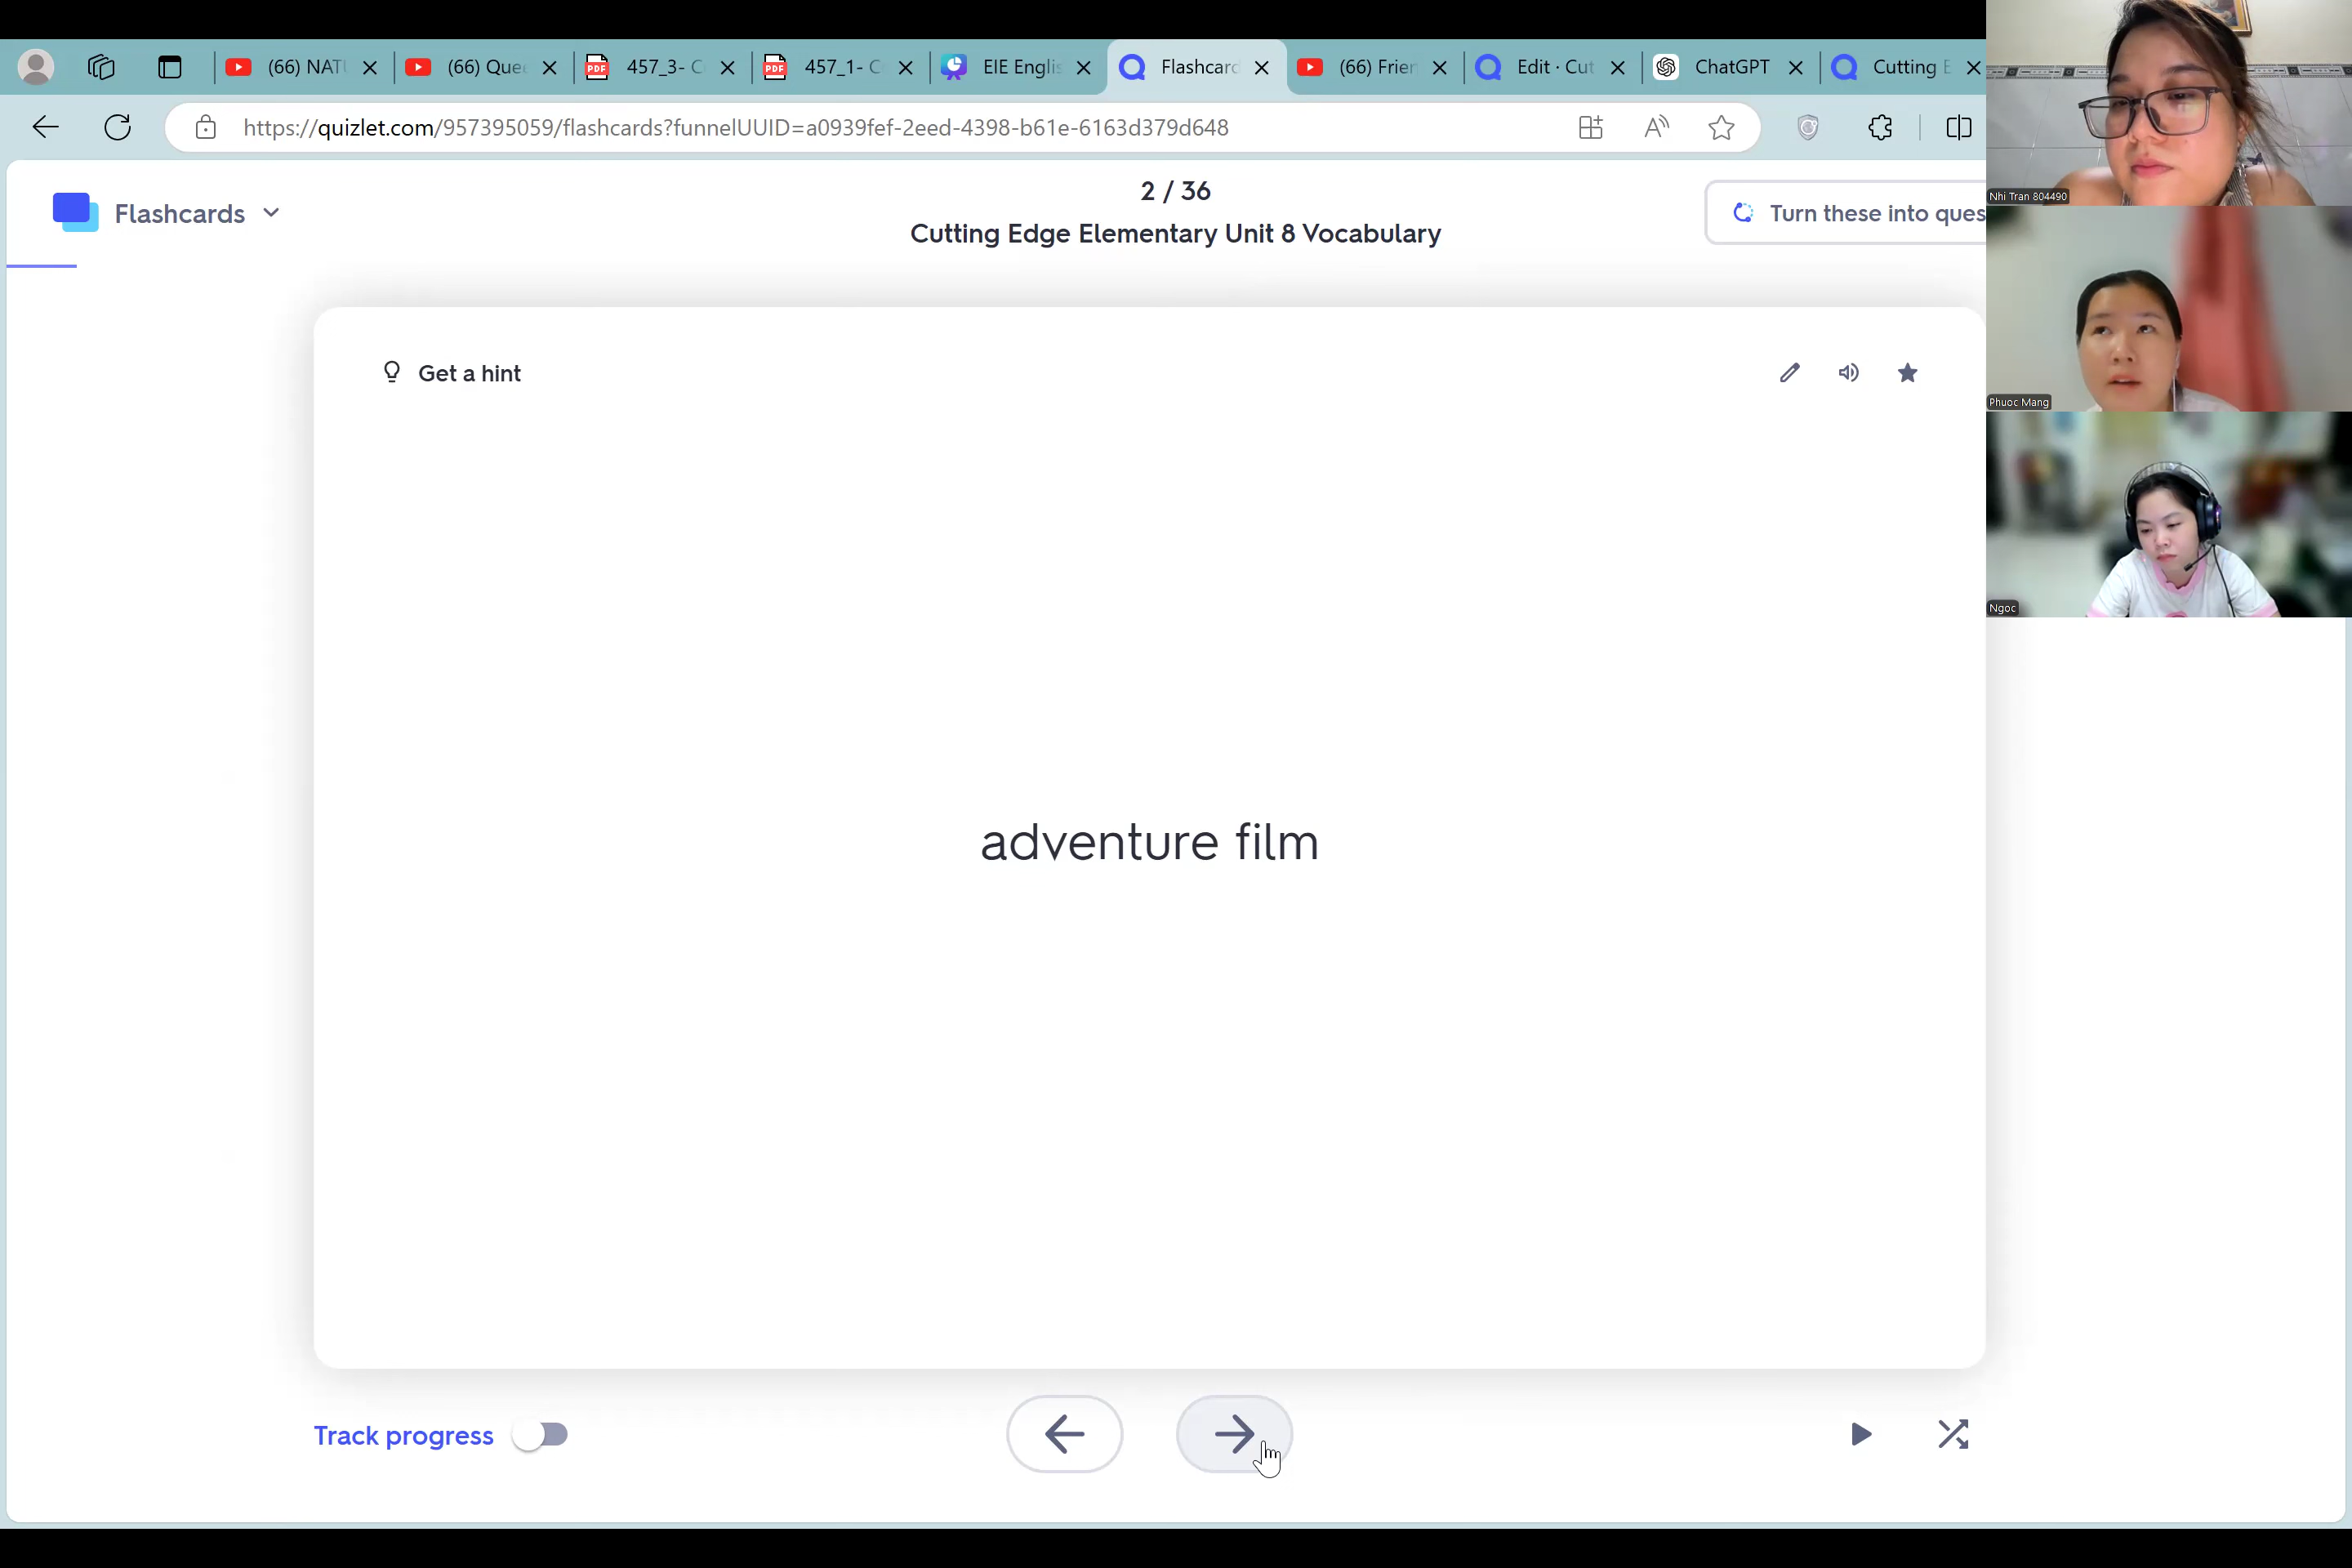 (66) NAT
(66) Que
457_3- C
457_1- C
EIE Englis
Flashcard
(66) Frier
Edit · Cut
ChatGPT
Cutting E
https://quizlet.com/957395059/flashcards?funnelUUID=a0939fef-2eed-4398-b61e-6163d379d648
Flashcards
2 / 36
Cutting Edge Elementary Unit 8 Vocabulary
Turn these into ques
Nhi Tran 804490
Phuoc Mang
Ngoc
Get a hint
adventure film
Track progress